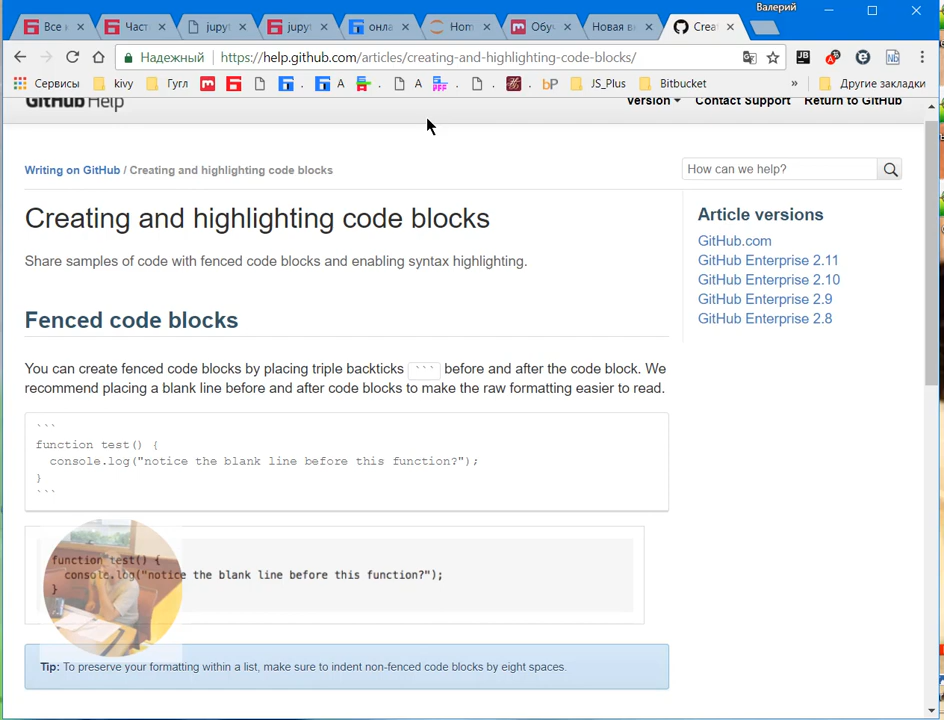 Валерий
Все к
Часті
jupyt
jupyt
онла
Hom
Обуч
Новая вк
Creat
Надежный
https://help.github.com/articles/creating-and-highlighting-code-blocks/
Сервисы
kivy
Гугл
A
A
bP
JS_Plus
Bitbucket
»
Другие закладки
GitHub Help
Version
Contact Support
Return to GitHub
Writing on GitHub / Creating and highlighting code blocks
How can we help?
Creating and highlighting code blocks
Share samples of code with fenced code blocks and enabling syntax highlighting.
Article versions
GitHub.com
GitHub Enterprise 2.11
GitHub Enterprise 2.10
GitHub Enterprise 2.9
GitHub Enterprise 2.8
Fenced code blocks
You can create fenced code blocks by placing triple backticks ``` before and after the code block. We
recommend placing a blank line before and after code blocks to make the raw formatting easier to read.
```
function test() {
  console.log("notice the blank line before this function?");
}
```
function test() {
  console.log("notice the blank line before this function?");
}
Tip: To preserve your formatting within a list, make sure to indent non-fenced code blocks by eight spaces.